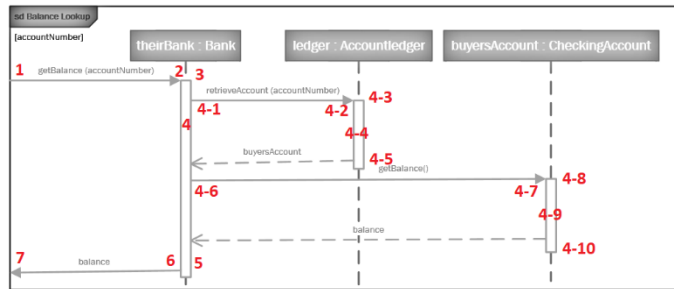 sd Balance Lookup
[accountNumber]
theirBank : Bank
ledger : Accountledger
buyersAccount : CheckingAccount
1
getBalance (accountNumber)
2
3
retrieveAccount (accountNumber)
4-1
4-2
4-3
4
4-4
buyersAccount
4-5
getBalance()
4-6
4-7
4-8
4-9
balance
4-10
7
balance
6
5